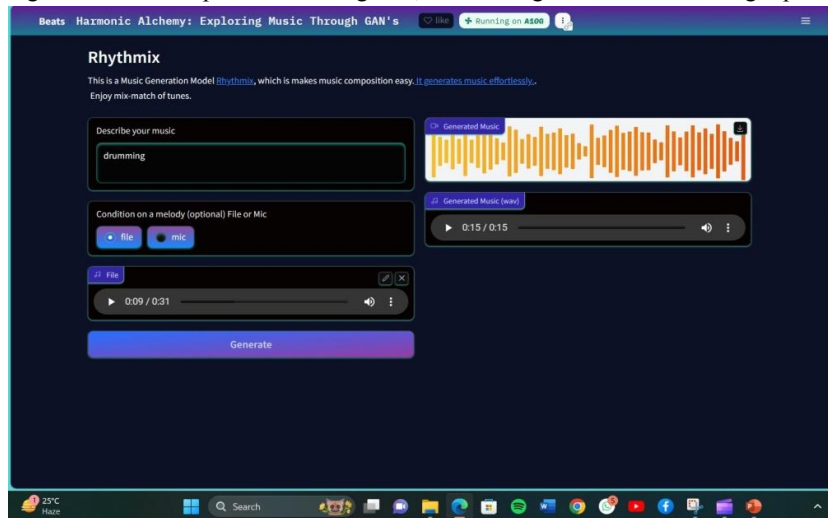 Beats Harmonic Alchemy: Exploring Music Through GAN's like Running on A10G
Rhythmix
This is a Music Generation Model Rhythmix, which is makes music composition easy. It generates music effortlessly..
Enjoy mix-match of tunes.
Describe your music
drumming
Condition on a melody (optional) File or Mic
file mic
File
0:09 / 0:31
Generate
Generated Music
Generated Music (wav)
0:15 / 0:15
25°C
Haze
Search
5